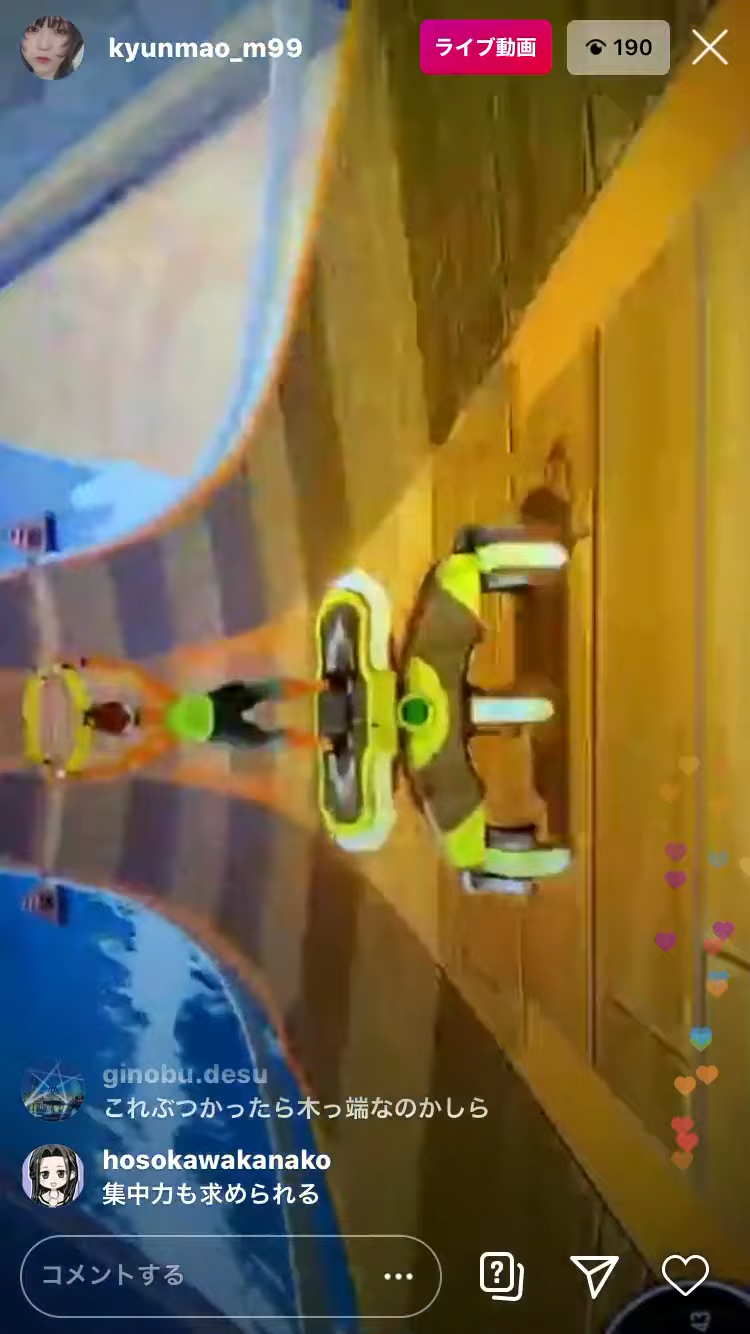 kyunmao_m99
ライブ動画
190
ginobu.desu
これぶつかったら木っ端なのかしら
hosokawakanako
集中力も求められる
コメントする